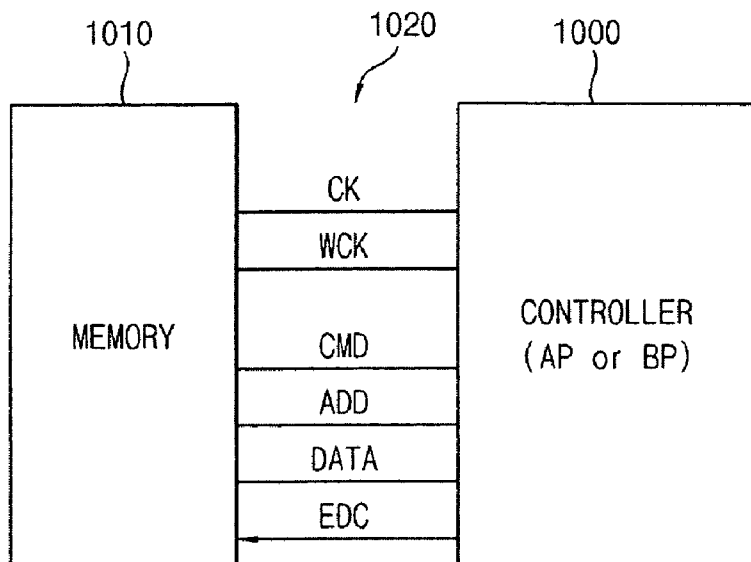 1010
1020
1000
CK
WCK
MEMORY
CONTROLLER
(AP or BP)
CMD
ADD
DATA
EDC